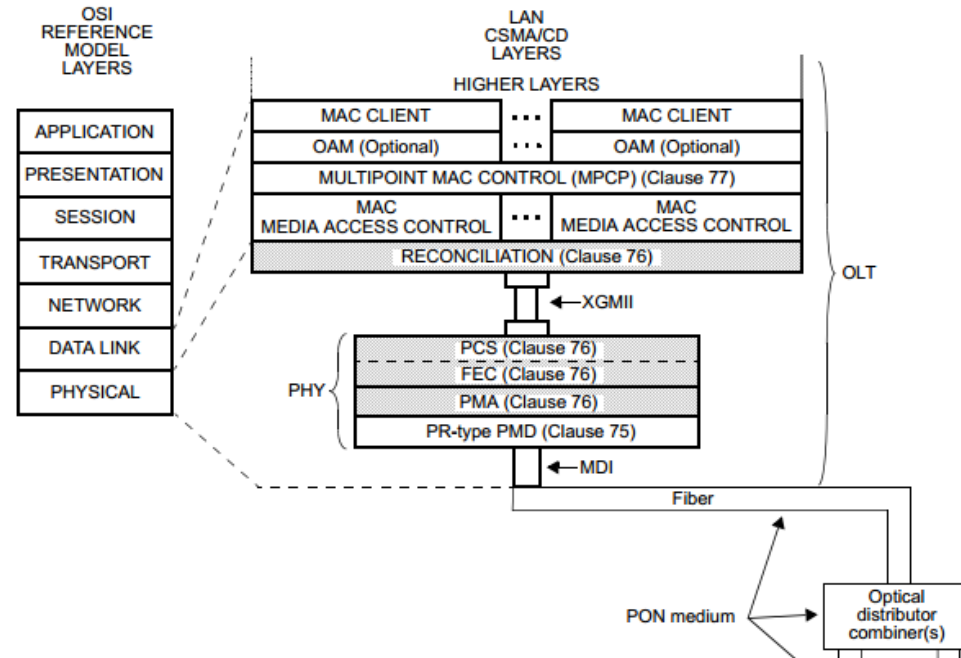 OSI
REFERENCE
MODEL
LAYERS
LAN
CSMA/CD
LAYERS
HIGHER LAYERS
APPLICATION
PRESENTATION
SESSION
TRANSPORT
NETWORK
DATA LINK
PHYSICAL
MAC CLIENT
• • •
MAC CLIENT
OAM (Optional)
• • •
OAM (Optional)
MULTIPOINT MAC CONTROL (MPCP) (Clause 77)
MAC
MEDIA ACCESS CONTROL
• • •
MAC
MEDIA ACCESS CONTROL
RECONCILIATION (Clause 76)
XGMII
OLT
PHY
PCS (Clause 76)
FEC (Clause 76)
PMA (Clause 76)
PR-type PMD (Clause 75)
MDI
Fiber
PON medium
Optical
distributor
combiner(s)